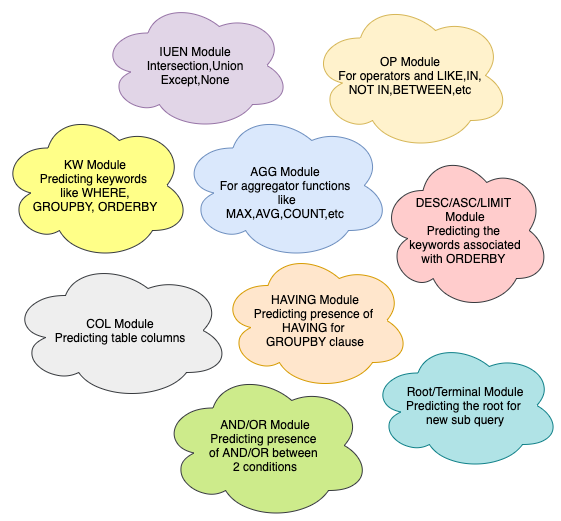 IUEN Module
Intersection,Union
Except,None
OP Module
For operators and LIKE,IN,
NOT IN,BETWEEN,etc
KW Module
Predicting keywords
like WHERE,
GROUPBY, ORDERBY
AGG Module
For aggregator functions
like
MAX,AVG,COUNT,etc
DESC/ASC/LIMIT
Module
Predicting the
keywords associated
with ORDERBY
COL Module
Predicting table columns
HAVING Module
Predicting presence of
HAVING for
GROUPBY clause
Root/Terminal Module
Predicting the root for
new sub query
AND/OR Module
Predicting presence
of AND/OR between
2 conditions